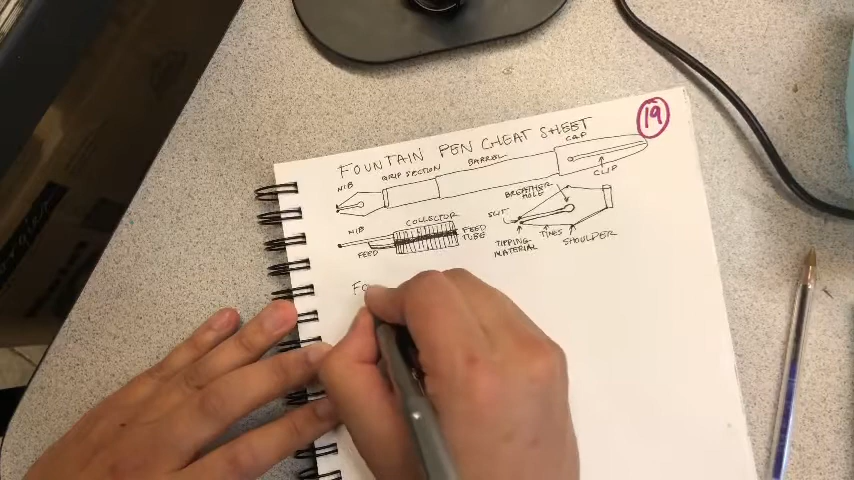 19
FOUNTAIN PEN CHEAT SHEET
NIB
GRIP SECTION
BARREL
CAP
CLIP
NIB
COLLECTOR
FEED
FEED
TUBE
BREATHER
HOLE
SLIT
TIPPING
MATERIAL
TINES
SHOULDER
FO